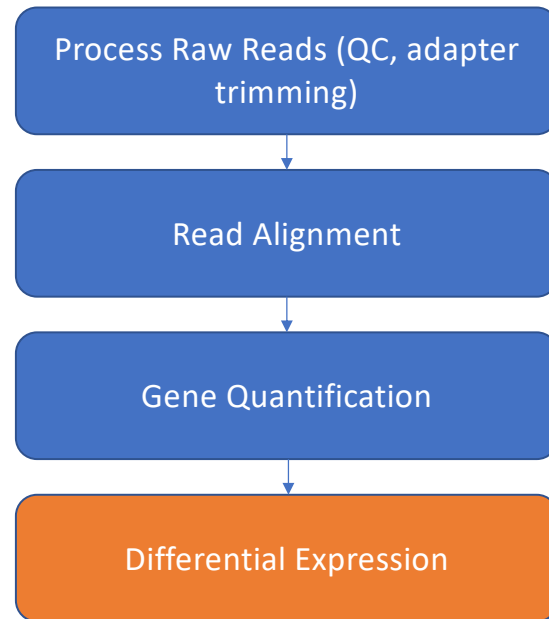 Process Raw Reads (QC, adapter
trimming)
Read Alignment
Gene Quantification
Differential Expression